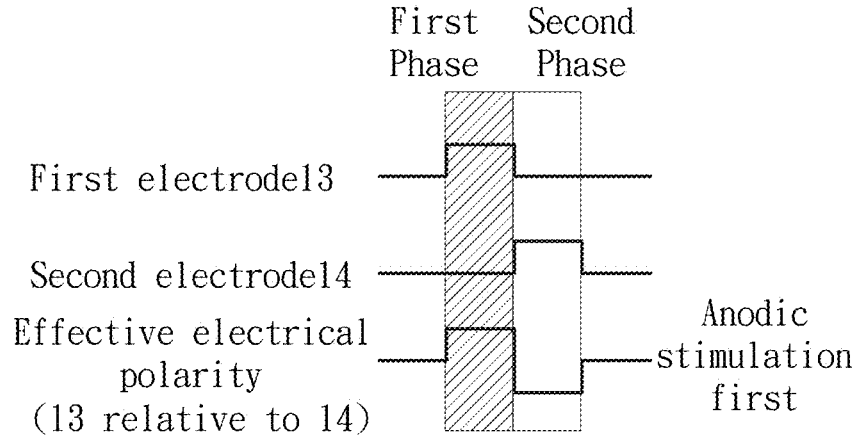 First Second
Phase Phase
First electrode13
Second electrode14
Effective electrical
polarity
(13 relative to 14)
Anodic
stimulation
first